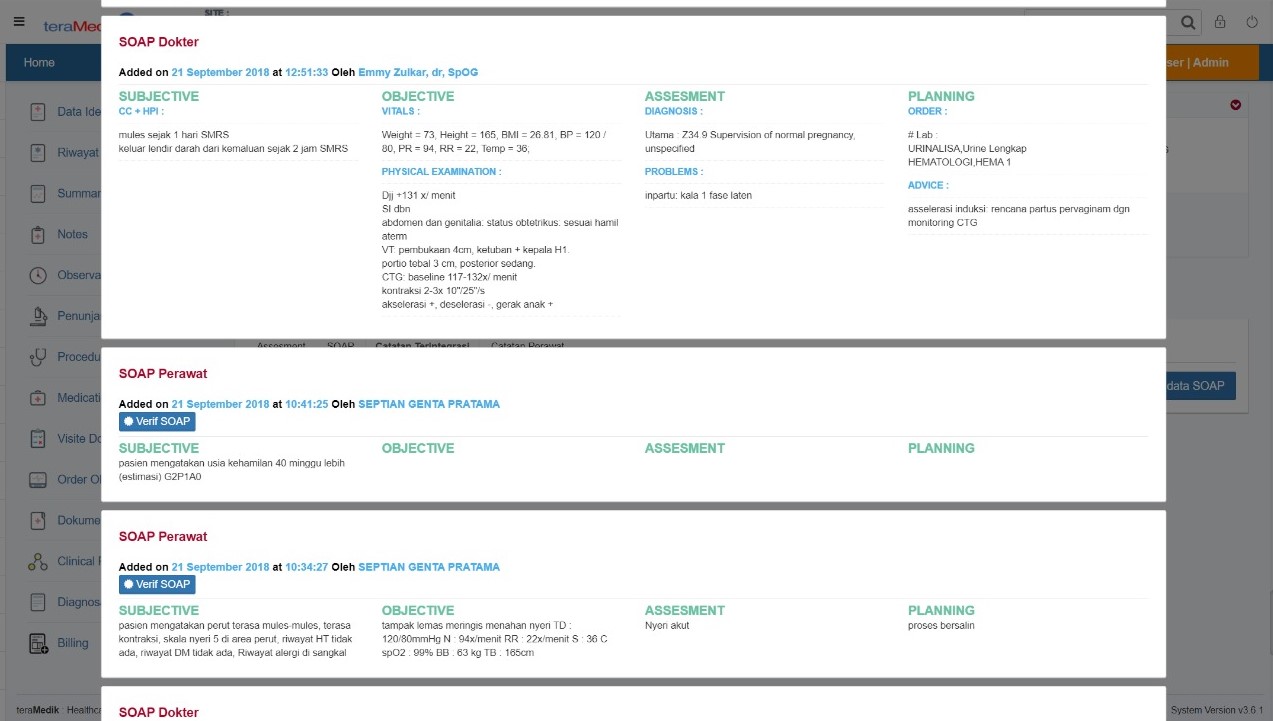 SITE :
teraMed
Home
ser | Admin
Data Ide
Riwayat
Summar
Notes
Observa
Penunja
Procedu
Medicati
Visite Do
Order O
Dokume
Clinical
Diagnos
Billing
SOAP Dokter
Added on 21 September 2018 at 12:51:33 Oleh Emmy Zulkar, dr, SpOG
SUBJECTIVE
CC + HPI :
mules sejak 1 hari SMRS
keluar lendir darah dari kemaluan sejak 2 jam SMRS
OBJECTIVE
VITALS :
Weight = 73, Height = 165, BMI = 26.81, BP = 120 /
80, PR = 94, RR = 22, Temp = 36;
PHYSICAL EXAMINATION :
Djj +131 x/ menit
SI dbn
abdomen dan genitalia: status obtetrikus: sesuai hamil
aterm
VT: pembukaan 4cm, ketuban + kepala H1.
portio tebal 3 cm, posterior sedang.
CTG: baseline 117-132x/ menit
kontraksi 2-3x 10"/25"/s
akselerasi +, deselerasi -, gerak anak +
ASSESMENT
DIAGNOSIS :
Utama : Z34.9 Supervision of normal pregnancy,
unspecified
PROBLEMS :
inpartu: kala 1 fase laten
PLANNING
ORDER :
# Lab :
URINALISA,Urine Lengkap
HEMATOLOGI,HEMA 1
ADVICE :
asselerasi induksi: rencana partus pervaginam dgn
monitoring CTG
Assesment SOAP Catatan Terintegrasi Catatan Perawat
data SOAP
SOAP Perawat
Added on 21 September 2018 at 10:41:25 Oleh SEPTIAN GENTA PRATAMA
Verif SOAP
SUBJECTIVE
pasien mengatakan usia kehamilan 40 minggu lebih
(estimasi) G2P1A0
OBJECTIVE
ASSESMENT
PLANNING
SOAP Perawat
Added on 21 September 2018 at 10:34:27 Oleh SEPTIAN GENTA PRATAMA
Verif SOAP
SUBJECTIVE
pasien mengatakan perut terasa mules-mules, terasa
kontraksi, skala nyeri 5 di area perut, riwayat HT tidak
ada, riwayat DM tidak ada, Riwayat alergi di sangkal
OBJECTIVE
tampak lemas meringis menahan nyeri TD :
120/80mmHg N : 94x/menit RR : 22x/menit S : 36 C
spO2 : 99% BB : 63 kg TB : 165cm
ASSESMENT
Nyeri akut
PLANNING
proses bersalin
SOAP Dokter
teraMedik : Healthca
System Version v3.6.1